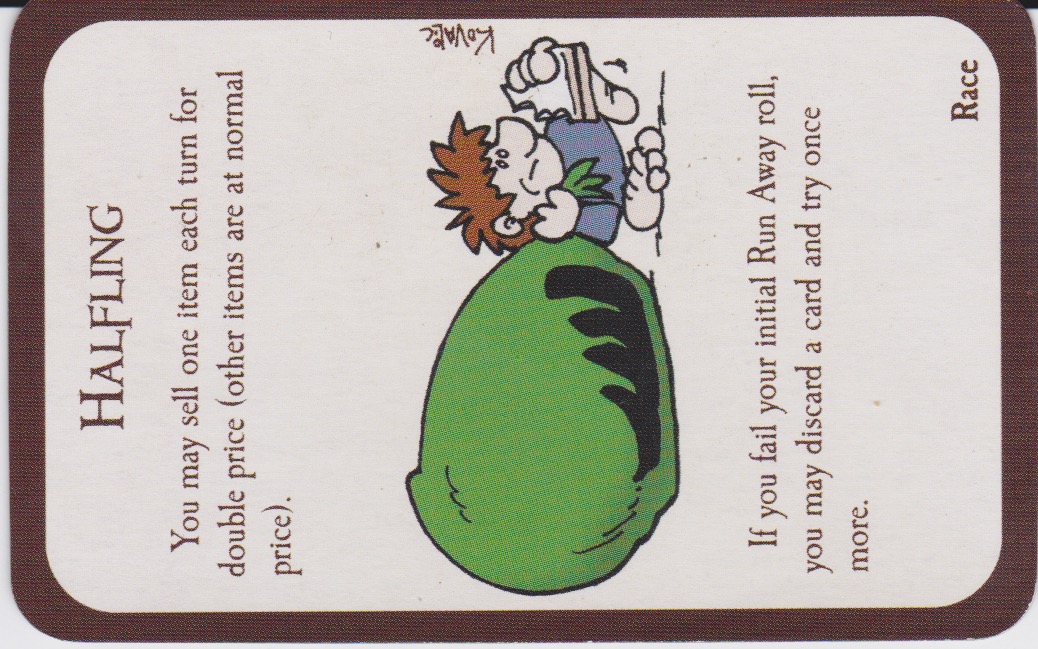 HALFLING
You may sell one item each turn for
double price (other items are at normal
price).
KOVALIC
If you fail your initial Run Away roll,
you may discard a card and try once
more.
Race